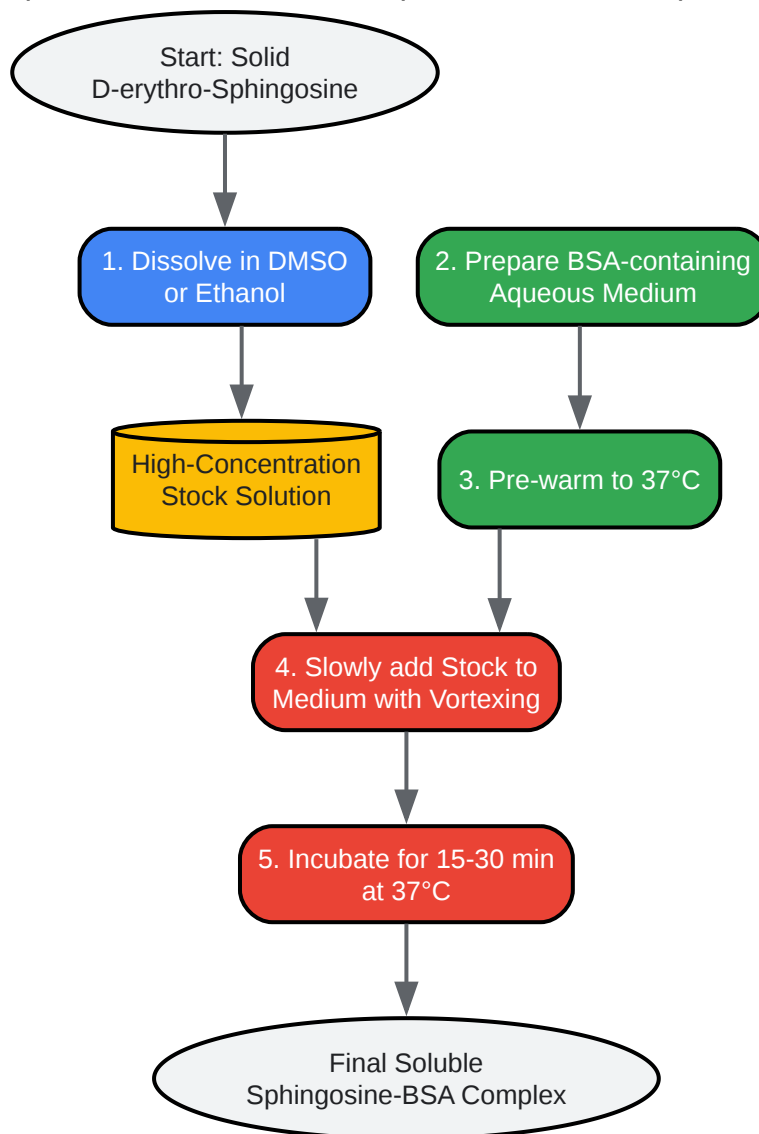 Start: Solid
D-erythro-Sphingosine
1. Dissolve in DMSO
or Ethanol
2. Prepare BSA-containing
Aqueous Medium
High-Concentration
Stock Solution
3. Pre-warm to 37°C
4. Slowly add Stock to
Medium with Vortexing
5. Incubate for 15-30 min
at 37°C
Final Soluble
Sphingosine-BSA Complex